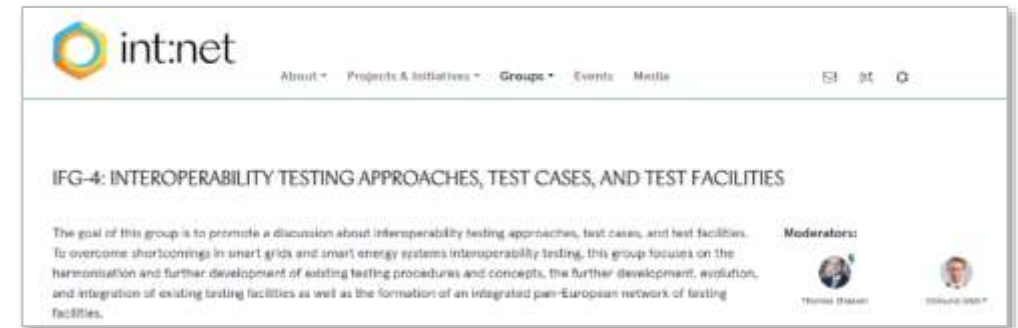 int:net
About Projects & Initiatives Groups Events Media
IFG-4: INTEROPERABILITY TESTING APPROACHES, TEST CASES, AND TEST FACILITIES
The goal of this group is to promote a discussion about interoperability testing approaches, test cases, and test facilities.
Moderators:
To overcome shortcomings in smart grids and smart energy systems interoperability testing, this group focuses on the
harmonisation and further development of existing testing procedures and concepts, the further development, evolution,
and integration of existing testing facilities as well as the formation of an integrated pan-European network of testing
facilities.
Thomas